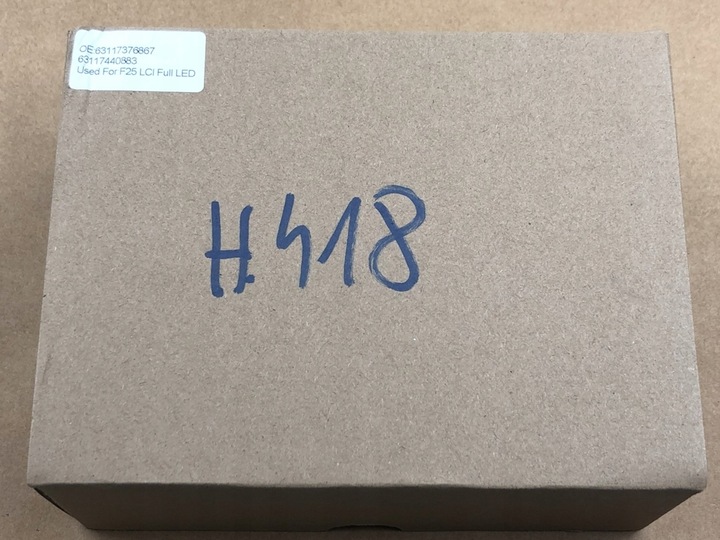 OE 63117376867
63117440883
Used For F25 LCI Full LED
H.418